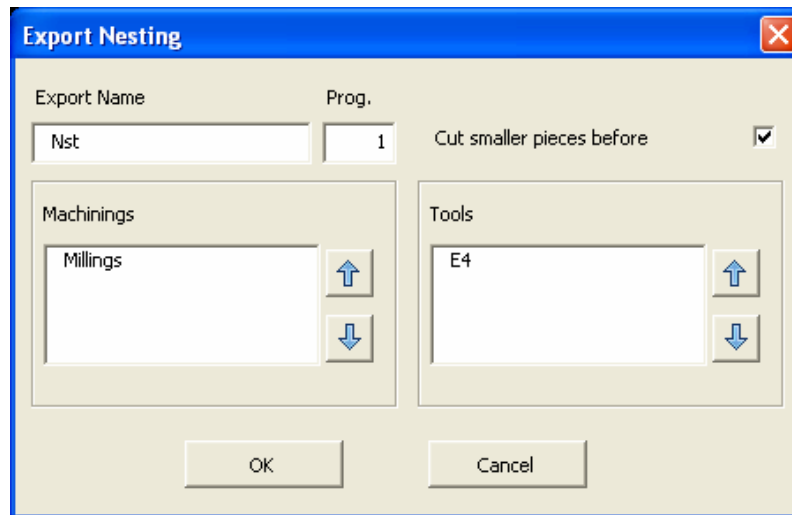 Export Nesting
Export Name Prog.
Nst 1 Cut smaller pieces before
Machinings Tools
Millings E4
OK Cancel